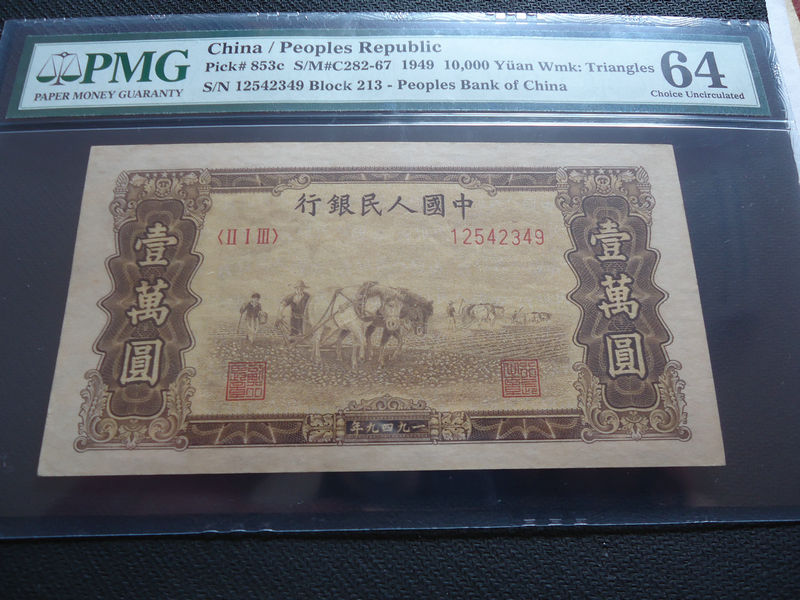 PMG
PAPER MONEY GUARANTY
China / Peoples Republic
Pick# 853c S/M#C282-67 1949 10,000 Yüan Wmk: Triangles
S/N 12542349 Block 213 - Peoples Bank of China
64
Choice Uncirculated
行銀民人國中
〈II I III〉
12542349
壹萬圓
壹萬圓
年九四九一